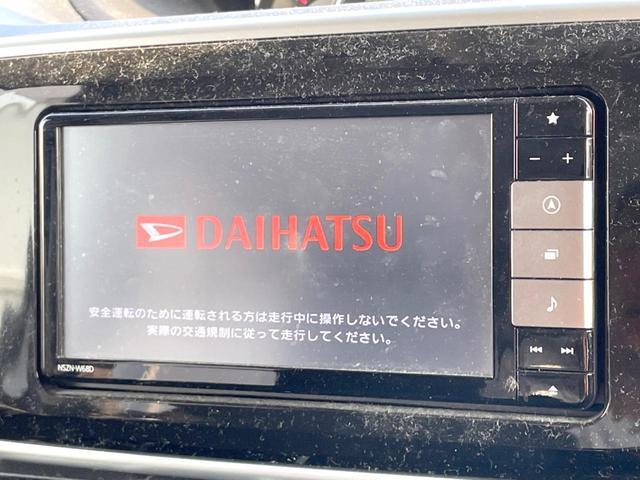 DAIHATSU
安全運転のために運転される方は走行中に操作しないでください。
実際の交通規制に従って走行してください。
NSZN-W68D